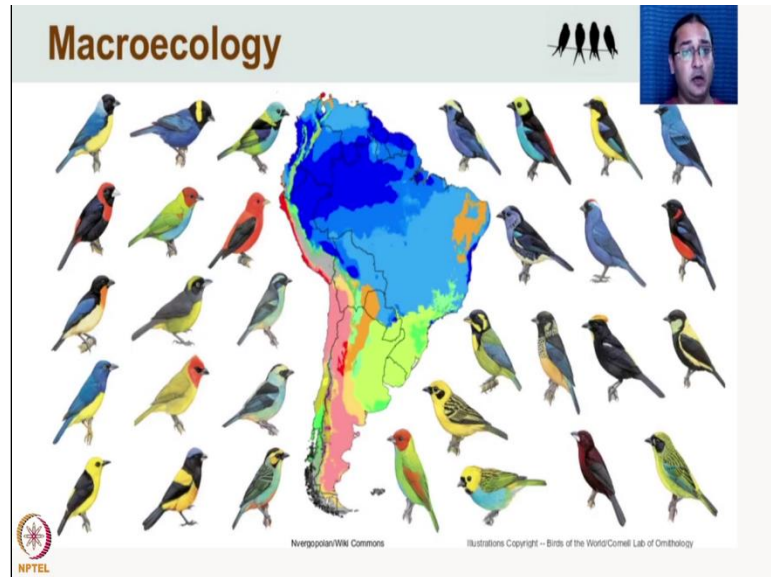 Macroecology
Nvergopolan/Wiki Commons
Illustrations Copyright -- Birds of the World/Cornell Lab of Ornithology
NPTEL